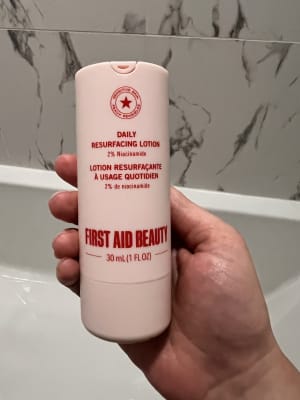 DAILY
RESURFACING LOTION
2% Niacinamide
LOTION RESURFAÇANTE
À USAGE QUOTIDIEN
2% de niacinamide
FIRST AID BEAUTY
30 mL (1 FL OZ)